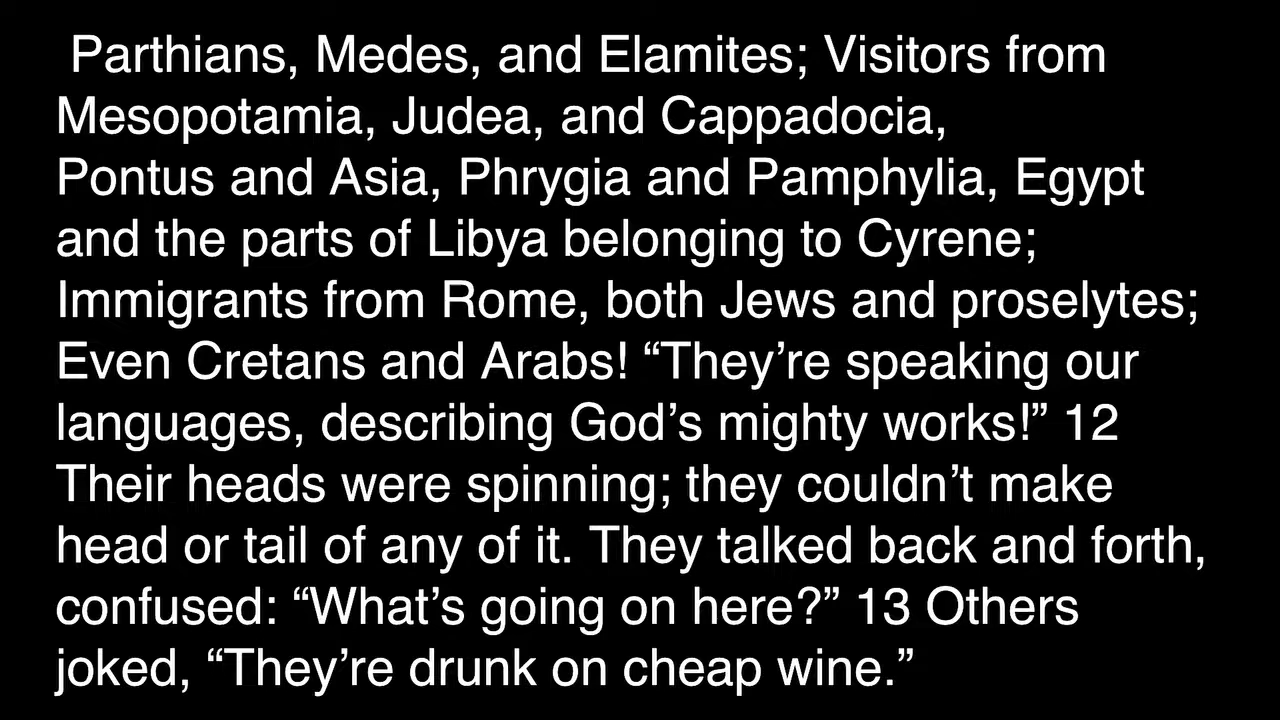 Parthians, Medes, and Elamites; Visitors from
Mesopotamia, Judea, and Cappadocia,
Pontus and Asia, Phrygia and Pamphylia, Egypt
and the parts of Libya belonging to Cyrene;
Immigrants from Rome, both Jews and proselytes;
Even Cretans and Arabs! “They’re speaking our
languages, describing God’s mighty works!” 12
Their heads were spinning; they couldn’t make
head or tail of any of it. They talked back and forth,
confused: “What’s going on here?” 13 Others
joked, “They’re drunk on cheap wine.”